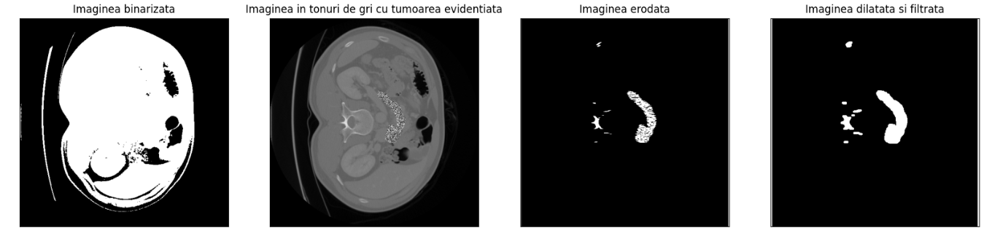 Imaginea binarizata
Imaginea in tonuri de gri cu tumoarea evidentiata
Imaginea erodata
Imaginea dilatata si filtrata